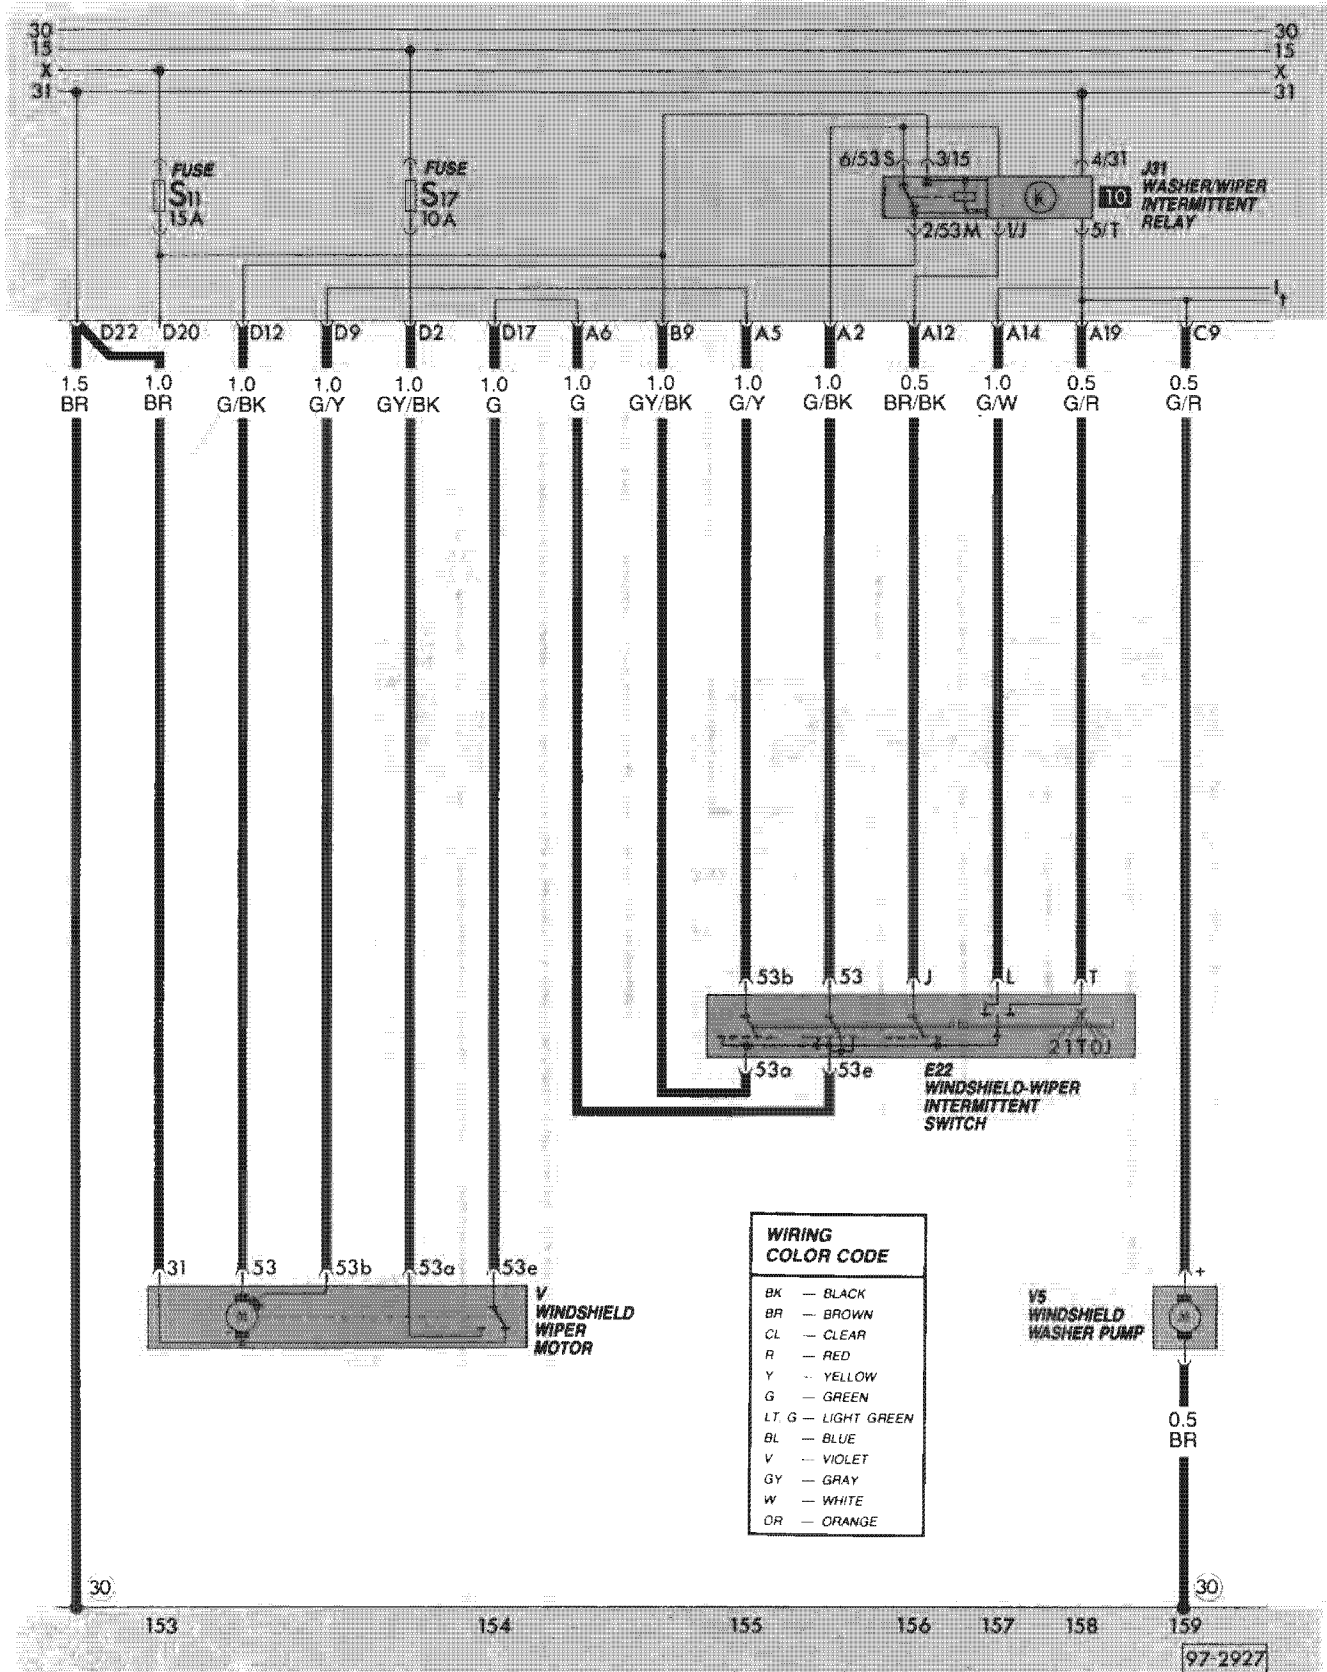 30 30
15 15
X X
31 31
6/53 S 3/15 4/31
FUSE
S11
15A
FUSE
S17
10A
J31
WASHER/WIPER
INTERMITTENT
RELAY
10
K
2/53M 1/J 5/T
t
D22 D20 D12 D9 D2 D17 A6 B9 A5 A2 A12 A14 A19 C9
1.5 1.0 1.0 1.0 1.0 1.0 1.0 1.0 1.0 1.0 0.5 1.0 0.5 0.5
BR BR G/BK G/Y GY/BK G G GY/BK G/Y G/BK BR/BK G/W G/R G/R
53b 53 J L T
2 1 T 0 J
53a 53e
E22
WINDSHIELD-WIPER
INTERMITTENT
SWITCH
31 53 53b 53a 53e
M
V
WINDSHIELD
WIPER
MOTOR
WIRING
COLOR CODE
BK — BLACK
BR — BROWN
CL — CLEAR
R — RED
Y - YELLOW
G — GREEN
LT. G — LIGHT GREEN
BL — BLUE
V — VIOLET
GY — GRAY
W — WHITE
OR — ORANGE
+
V5
WINDSHIELD
WASHER PUMP
M
0.5
BR
30 30
153 154 155 156 157 158 159
97-2927